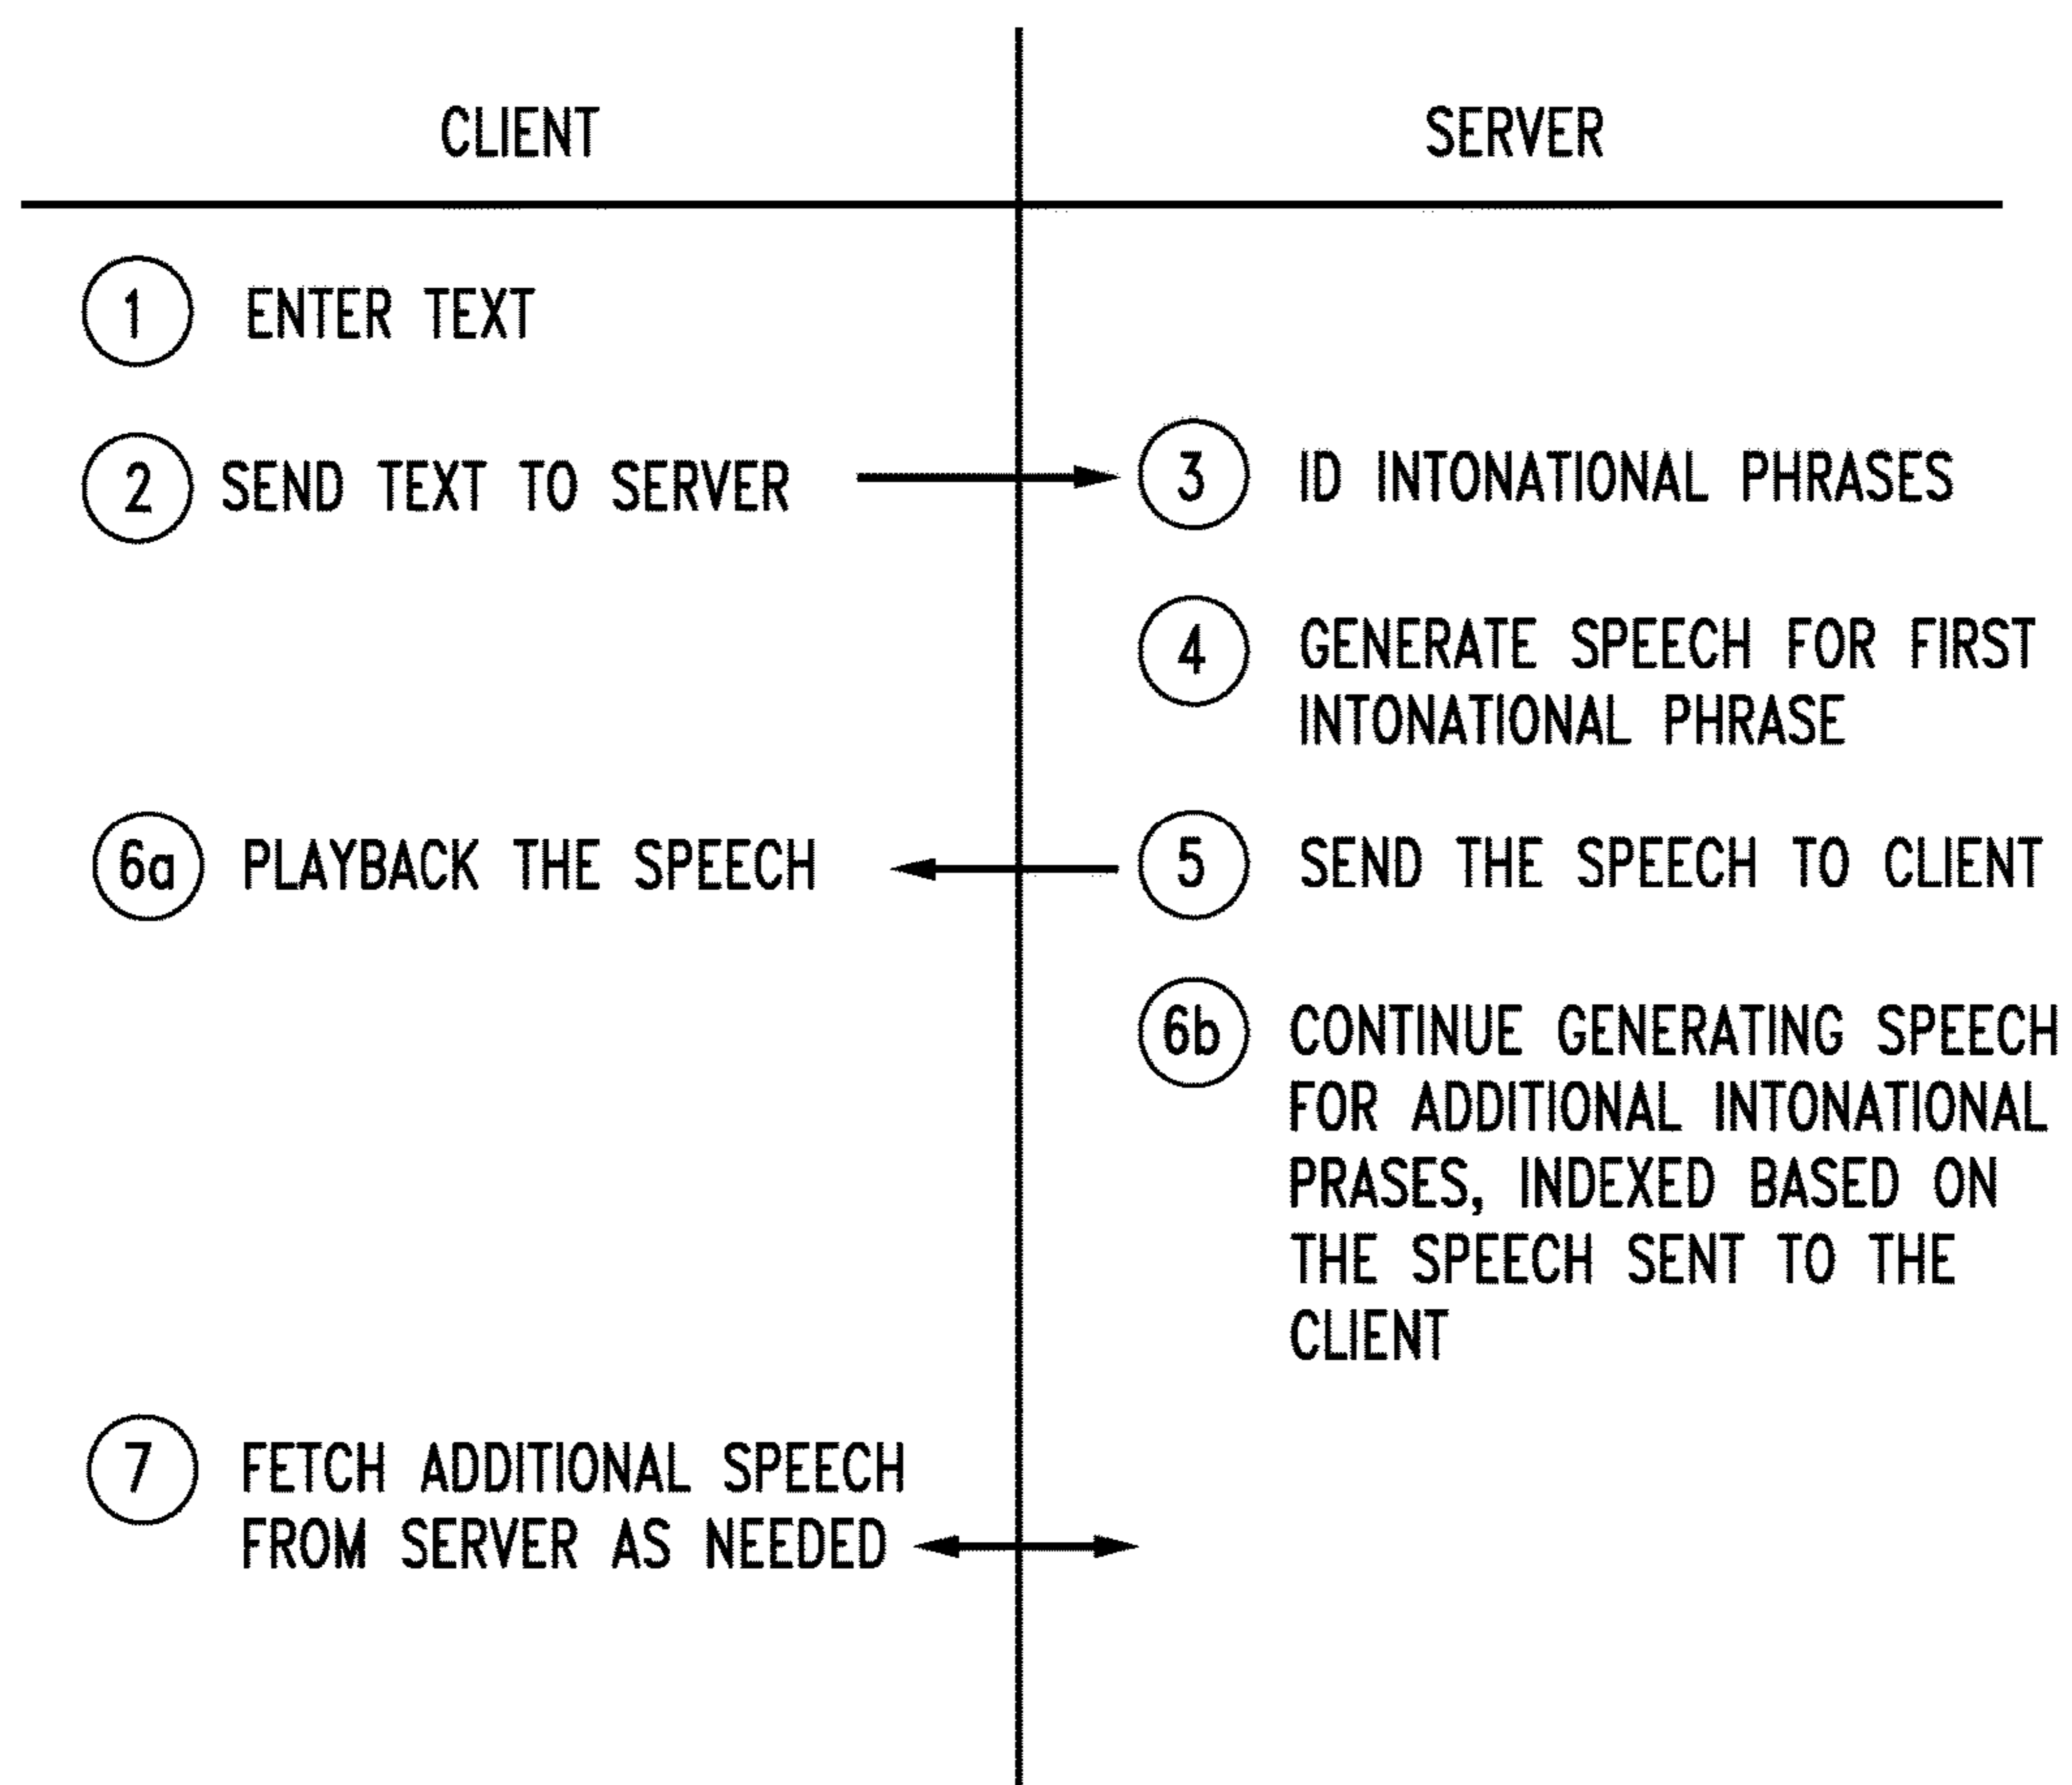 CLIENT
SERVER
1 ENTER TEXT
2 SEND TEXT TO SERVER
3 ID INTONATIONAL PHRASES
4 GENERATE SPEECH FOR FIRST
INTONATIONAL PHRASE
6a PLAYBACK THE SPEECH
5 SEND THE SPEECH TO CLIENT
6b CONTINUE GENERATING SPEECH
FOR ADDITIONAL INTONATIONAL
PRASES, INDEXED BASED ON
THE SPEECH SENT TO THE
CLIENT
7 FETCH ADDITIONAL SPEECH
FROM SERVER AS NEEDED